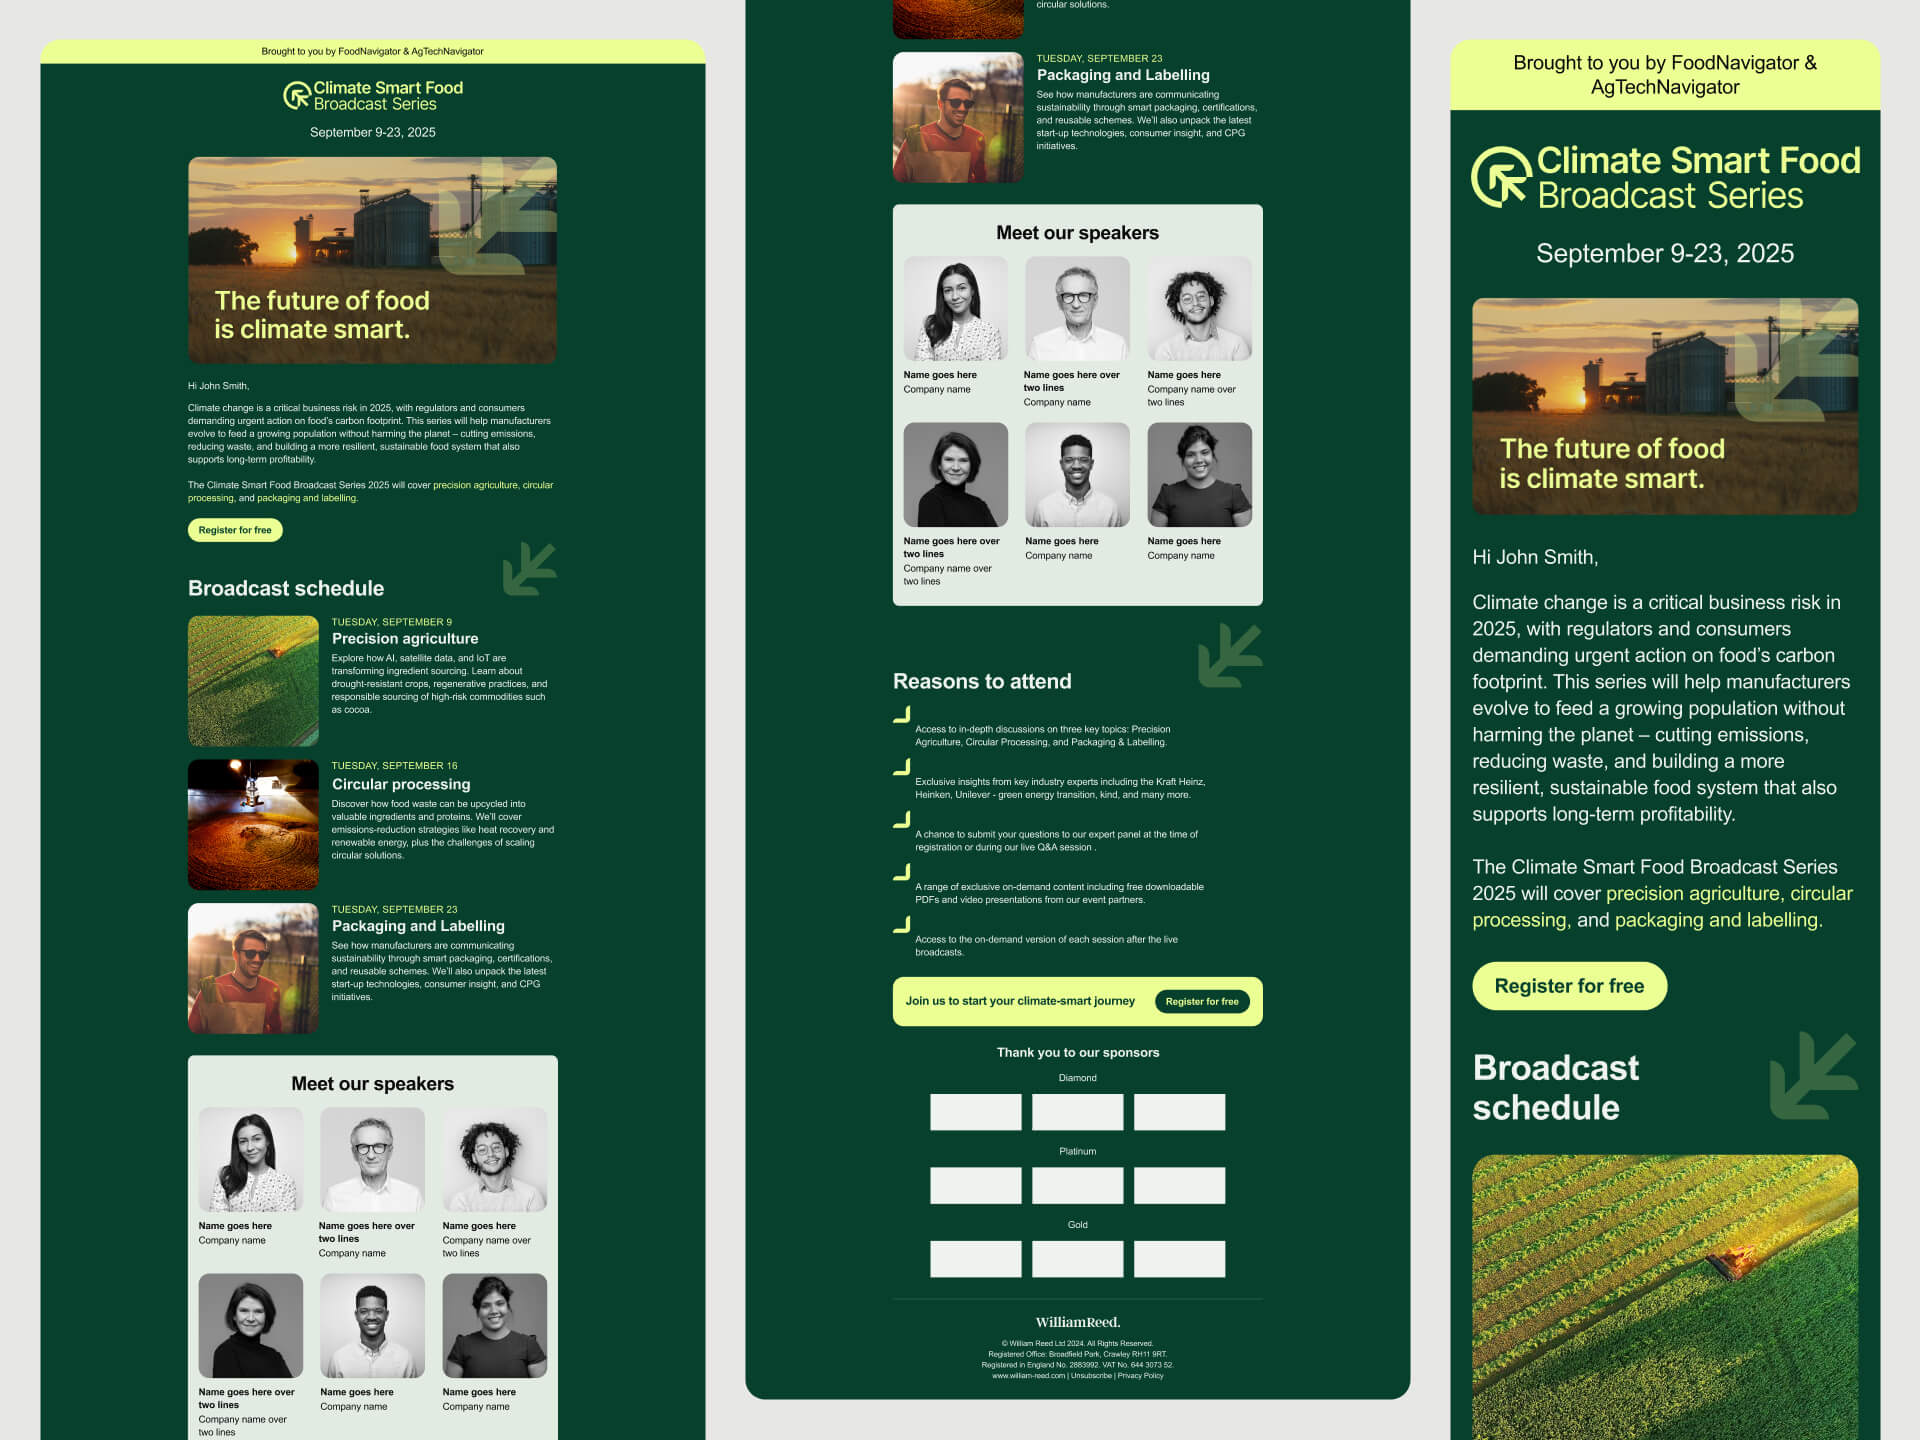 Brought to you by FoodNavigator & AgTechNavigator
Climate Smart Food
Broadcast Series
September 9-23, 2025
The future of food
is climate smart.
Hi John Smith,
Climate change is a critical business risk in 2025, with regulators and consumers
demanding urgent action on food's carbon footprint. This series will help manufacturers
evolve to feed a growing population without harming the planet – cutting emissions,
reducing waste, and building a more resilient, sustainable food system that also
supports long-term profitability.
The Climate Smart Food Broadcast Series 2025 will cover precision agriculture, circular
processing, and packaging and labelling.
Register for free
Broadcast schedule
TUESDAY, SEPTEMBER 9
Precision agriculture
Explore how AI, satellite data, and IoT are
transforming ingredient sourcing. Learn about
drought-resistant crops, regenerative practices, and
responsible sourcing of high-risk commodities such
as cocoa.
TUESDAY, SEPTEMBER 16
Circular processing
Discover how food waste can be upcycled into
valuable ingredients and proteins. We'll cover
emissions-reduction strategies like heat recovery and
renewable energy, plus the challenges of scaling
circular solutions.
TUESDAY, SEPTEMBER 23
Packaging and Labelling
See how manufacturers are communicating
sustainability through smart packaging, certifications,
and reusable schemes. We'll also unpack the latest
start-up technologies, consumer insight, and CPG
initiatives.
Meet our speakers
Name goes here
Company name
Name goes here over
two lines
Company name
Name goes here
Company name over
two lines
Name goes here over
two lines
Company name over
two lines
Name goes here
Company name
Name goes here
Company name
circular solutions.
TUESDAY, SEPTEMBER 23
Packaging and Labelling
See how manufacturers are communicating
sustainability through smart packaging, certifications,
and reusable schemes. We'll also unpack the latest
start-up technologies, consumer insight, and CPG
initiatives.
Meet our speakers
Name goes here
Company name
Name goes here over
two lines
Company name
Name goes here
Company name over
two lines
Name goes here over
two lines
Company name over
two lines
Name goes here
Company name
Name goes here
Company name
Reasons to attend
Access to in-depth discussions on three key topics: Precision
Agriculture, Circular Processing, and Packaging & Labelling.
Exclusive insights from key industry experts including the Kraft Heinz,
Heinken, Unilever - green energy transition, kind, and many more.
A chance to submit your questions to our expert panel at the time of
registration or during our live Q&A session .
A range of exclusive on-demand content including free downloadable
PDFs and video presentations from our event partners.
Access to the on-demand version of each session after the live
broadcasts.
Join us to start your climate-smart journey
Register for free
Thank you to our sponsors
Diamond
Platinum
Gold
WilliamReed.
© William Reed Ltd 2024. All Rights Reserved.
Registered Office: Broadfield Park, Crawley RH11 9RT.
Registered in England No. 2883992. VAT No. 644 3073 52.
www.william-reed.com | Unsubscribe | Privacy Policy
Brought to you by FoodNavigator &
AgTechNavigator
Climate Smart Food
Broadcast Series
September 9-23, 2025
The future of food
is climate smart.
Hi John Smith,
Climate change is a critical business risk in
2025, with regulators and consumers
demanding urgent action on food's carbon
footprint. This series will help manufacturers
evolve to feed a growing population without
harming the planet – cutting emissions,
reducing waste, and building a more
resilient, sustainable food system that also
supports long-term profitability.
The Climate Smart Food Broadcast Series
2025 will cover precision agriculture, circular
processing, and packaging and labelling.
Register for free
Broadcast
schedule